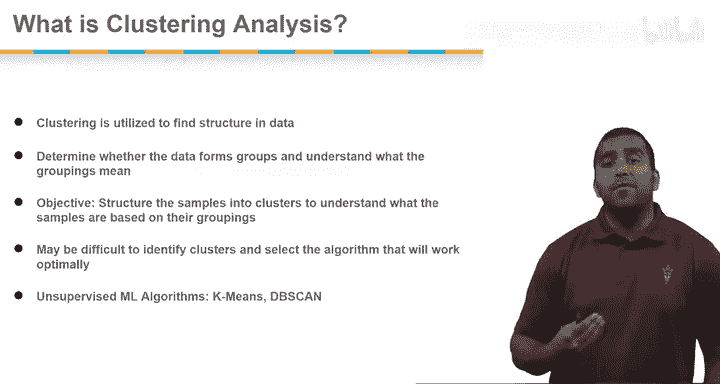 What is Clustering Analysis?
Clustering is utilized to find structure in data
Determine whether the data forms groups and understand what the
groupings mean
Objective: Structure the samples into clusters to understand what the
samples are based on their groupings
May be difficult to identify clusters and select the algorithm that will work
optimally
Unsupervised ML Algorithms: K-Means, DBSCAN